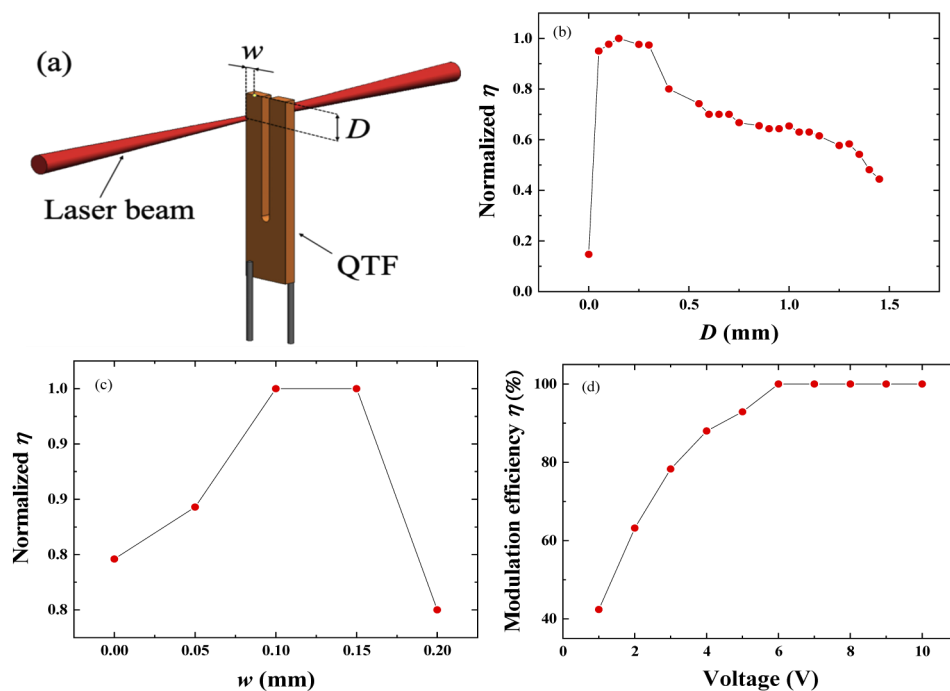 (a)
w
D
Laser beam
QTF
(b)
Normalized η
1.0
0.8
0.6
0.4
0.2
0.0
0.0 0.5 1.0 1.5
D (mm)
(c)
Normalized η
1.0
0.9
0.9
0.8
0.8
0.00 0.05 0.10 0.15 0.20
w (mm)
(d)
Modulation efficiency η (%)
100
80
60
40
0 2 4 6 8 10
Voltage (V)